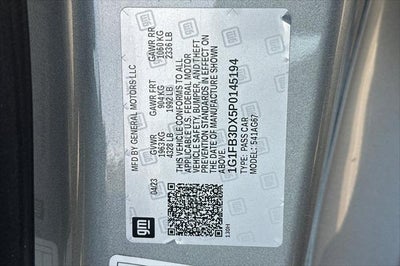 MFD BY GENERAL MOTORS LLC
04/23 GVWR GAWR FRT GAWR RR
1963 KG 904 KG 1060 KG
4328 LB 1992 LB 2336 LB
THIS VEHICLE CONFORMS TO ALL
APPLICABLE U.S. FEDERAL MOTOR
VEHICLE SAFETY, BUMPER, AND THEFT
PREVENTION STANDARDS IN EFFECT ON
THE DATE OF MANUFACTURE SHOWN
ABOVE.
1G1FB3DX5P0145194
TYPE: PASS CAR
MODEL: 541AG67
gm